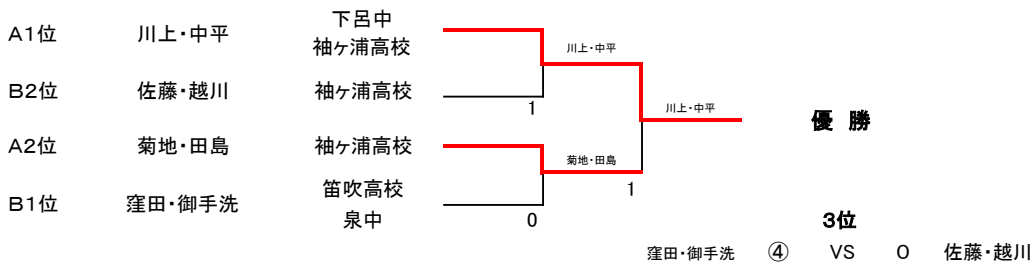 A1位 川上・中平 下呂中
袖ヶ浦高校
川上・中平
B2位 佐藤・越川 袖ヶ浦高校
1
川上・中平
優 勝
A2位 菊地・田島 袖ヶ浦高校
菊地・田島
1
B1位 窪田・御手洗 笛吹高校
泉中
0
3位
窪田・御手洗 ④ VS 0 佐藤・越川